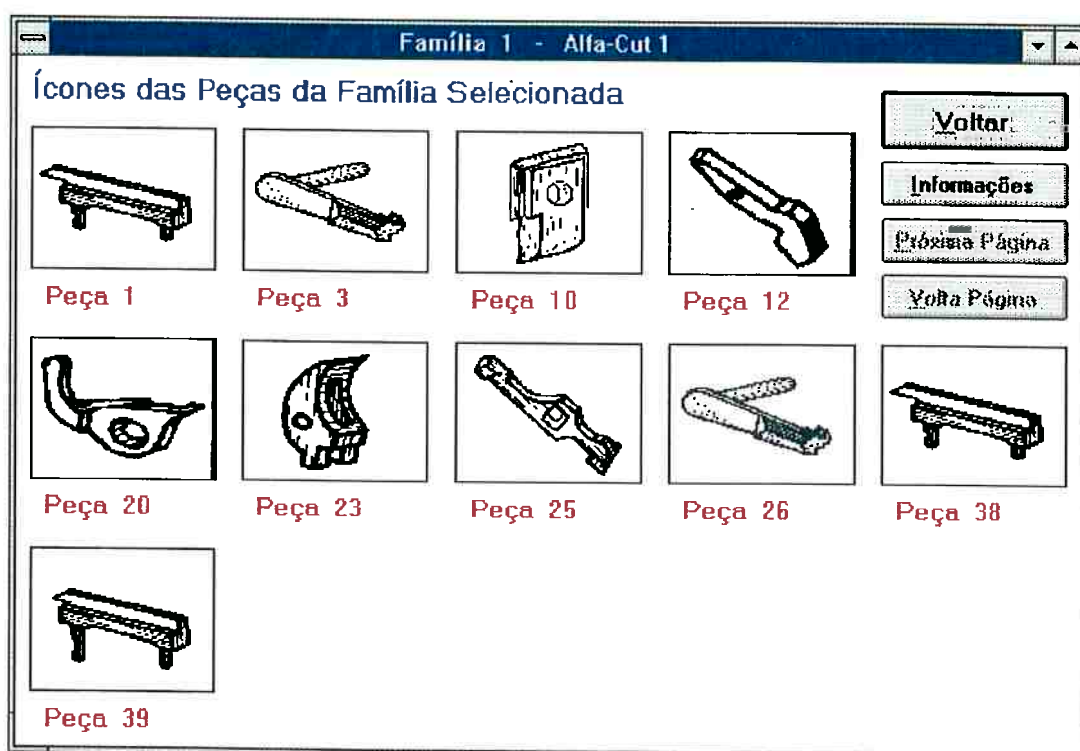 Família 1 - Alfa-Cut 1
Ícones das Peças da Família Selecionada
Voltar
Informações
Próxima Página
Volta Página
Peça 1
Peça 3
Peça 10
Peça 12
Peça 20
Peça 23
Peça 25
Peça 26
Peça 38
Peça 39